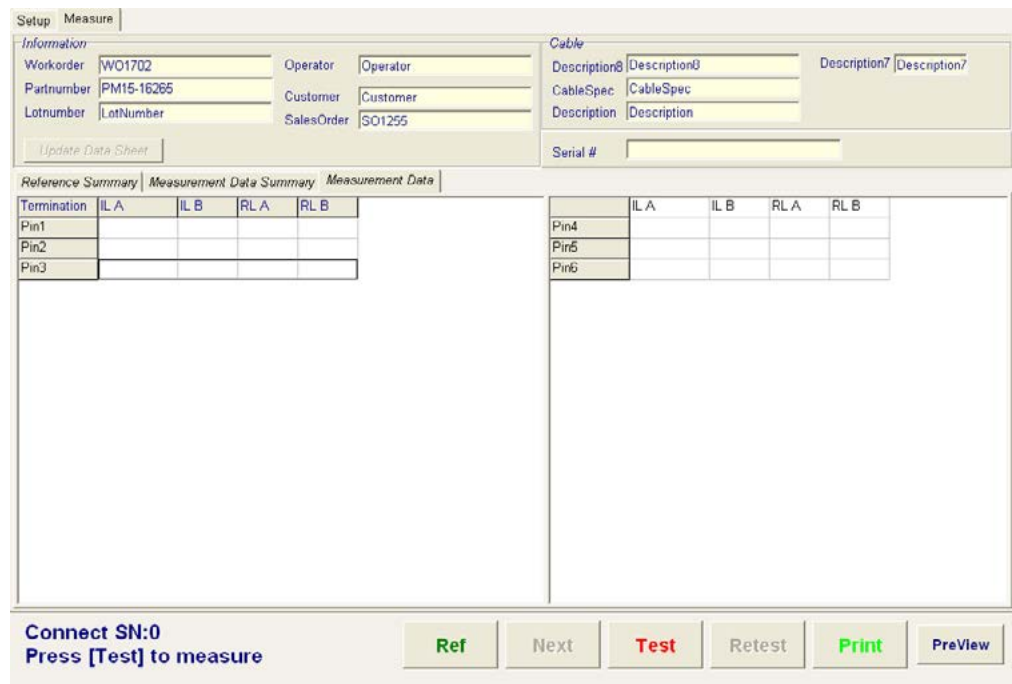 Setup Measure
Information
Workorder WO1702 Operator Operator
Partnumber PM15-16265 Customer Customer
Lotnumber LotNumber SalesOrder SO1255
Update Data Sheet
Cable
Description8 Description8 Description7 Description7
CableSpec CableSpec
Description Description
Serial #
Reference Summary Measurement Data Summary Measurement Data
Termination IL A IL B RL A RL B
Pin1
Pin2
Pin3
IL A IL B RL A RL B
Pin4
Pin5
Pin6
Connect SN:0
Press [Test] to measure
Ref Next Test Retest Print PreView